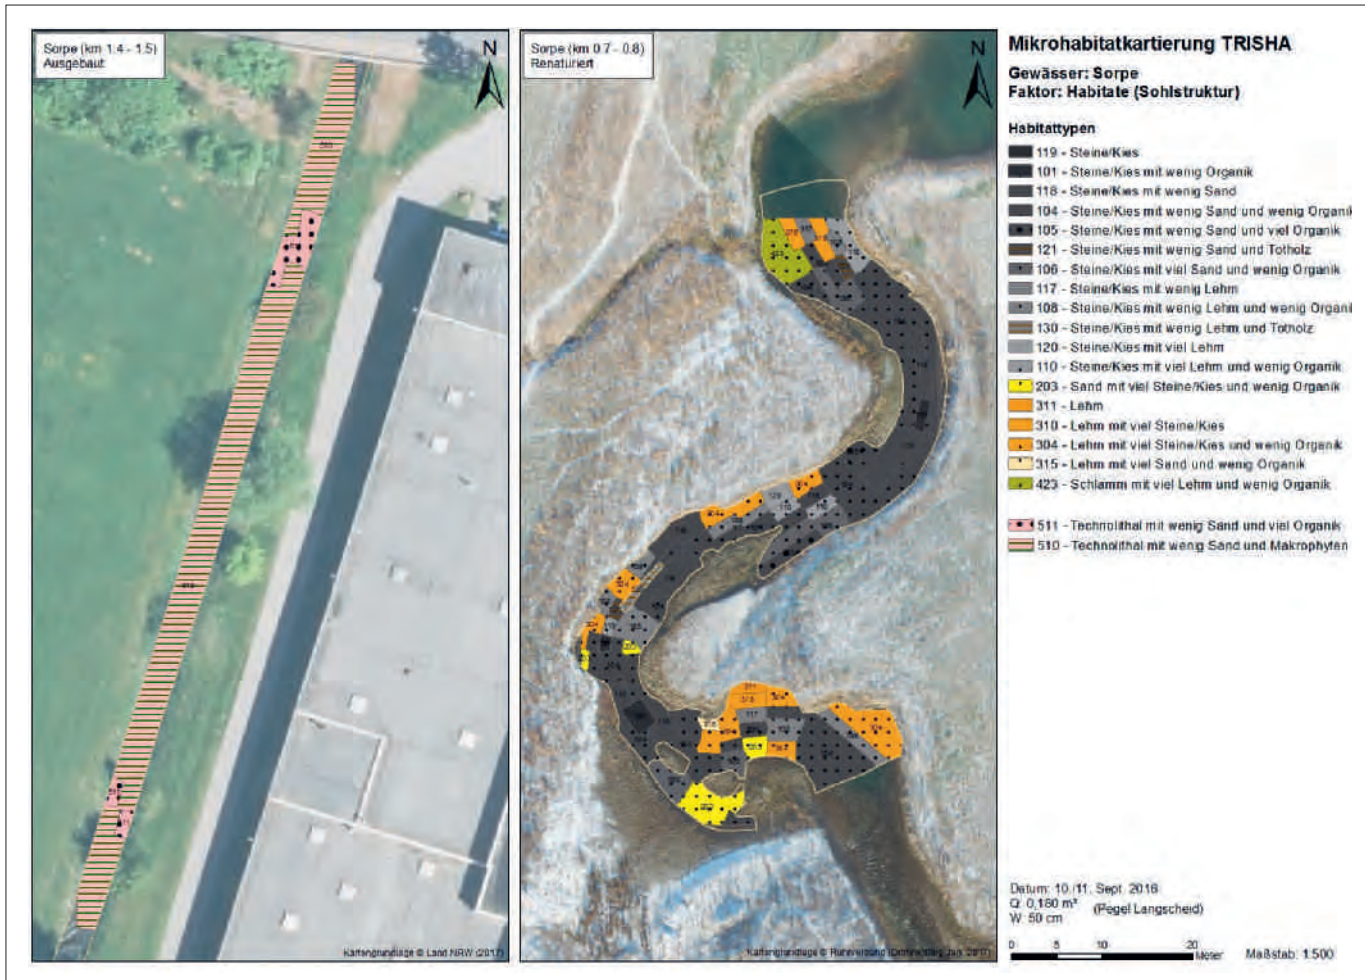 Sorpe (km 1.4 - 1.5)
Ausgebaut
N
Kartengrundlage © Land NRW (2017)
Sorpe (km 0.7 - 0.8)
Renaturiert
N
Mikrohabitatkartierung TRISHA
Gewässer: Sorpe
Faktor: Habitate (Sohlstruktur)
Habitattypen
119 - Steine/Kies
101 - Steine/Kies mit wenig Organik
118 - Steine/Kies mit wenig Sand
104 - Steine/Kies mit wenig Sand und wenig Organik
105 - Steine/Kies mit wenig Sand und viel Organik
121 - Steine/Kies mit wenig Sand und Totholz
106 - Steine/Kies mit viel Sand und wenig Organik
117 - Steine/Kies mit wenig Lehm
108 - Steine/Kies mit wenig Lehm und wenig Organik
130 - Steine/Kies mit wenig Lehm und Totholz
120 - Steine/Kies mit viel Lehm
110 - Steine/Kies mit viel Lehm und wenig Organik
203 - Sand mit viel Steine/Kies und wenig Organik
311 - Lehm
310 - Lehm mit viel Steine/Kies
304 - Lehm mit viel Steine/Kies und wenig Organik
315 - Lehm mit viel Sand und wenig Organik
423 - Schlamm mit viel Lehm und wenig Organik
511 - Technolithal mit wenig Sand und viel Organik
510 - Technolithal mit wenig Sand und Makrophyten
Datum: 10./11. Sept. 2016
Q: 0,180 m³
W: 50 cm
(Pegel Langscheid)
0 5 10 20
Meter
Maßstab: 1:500